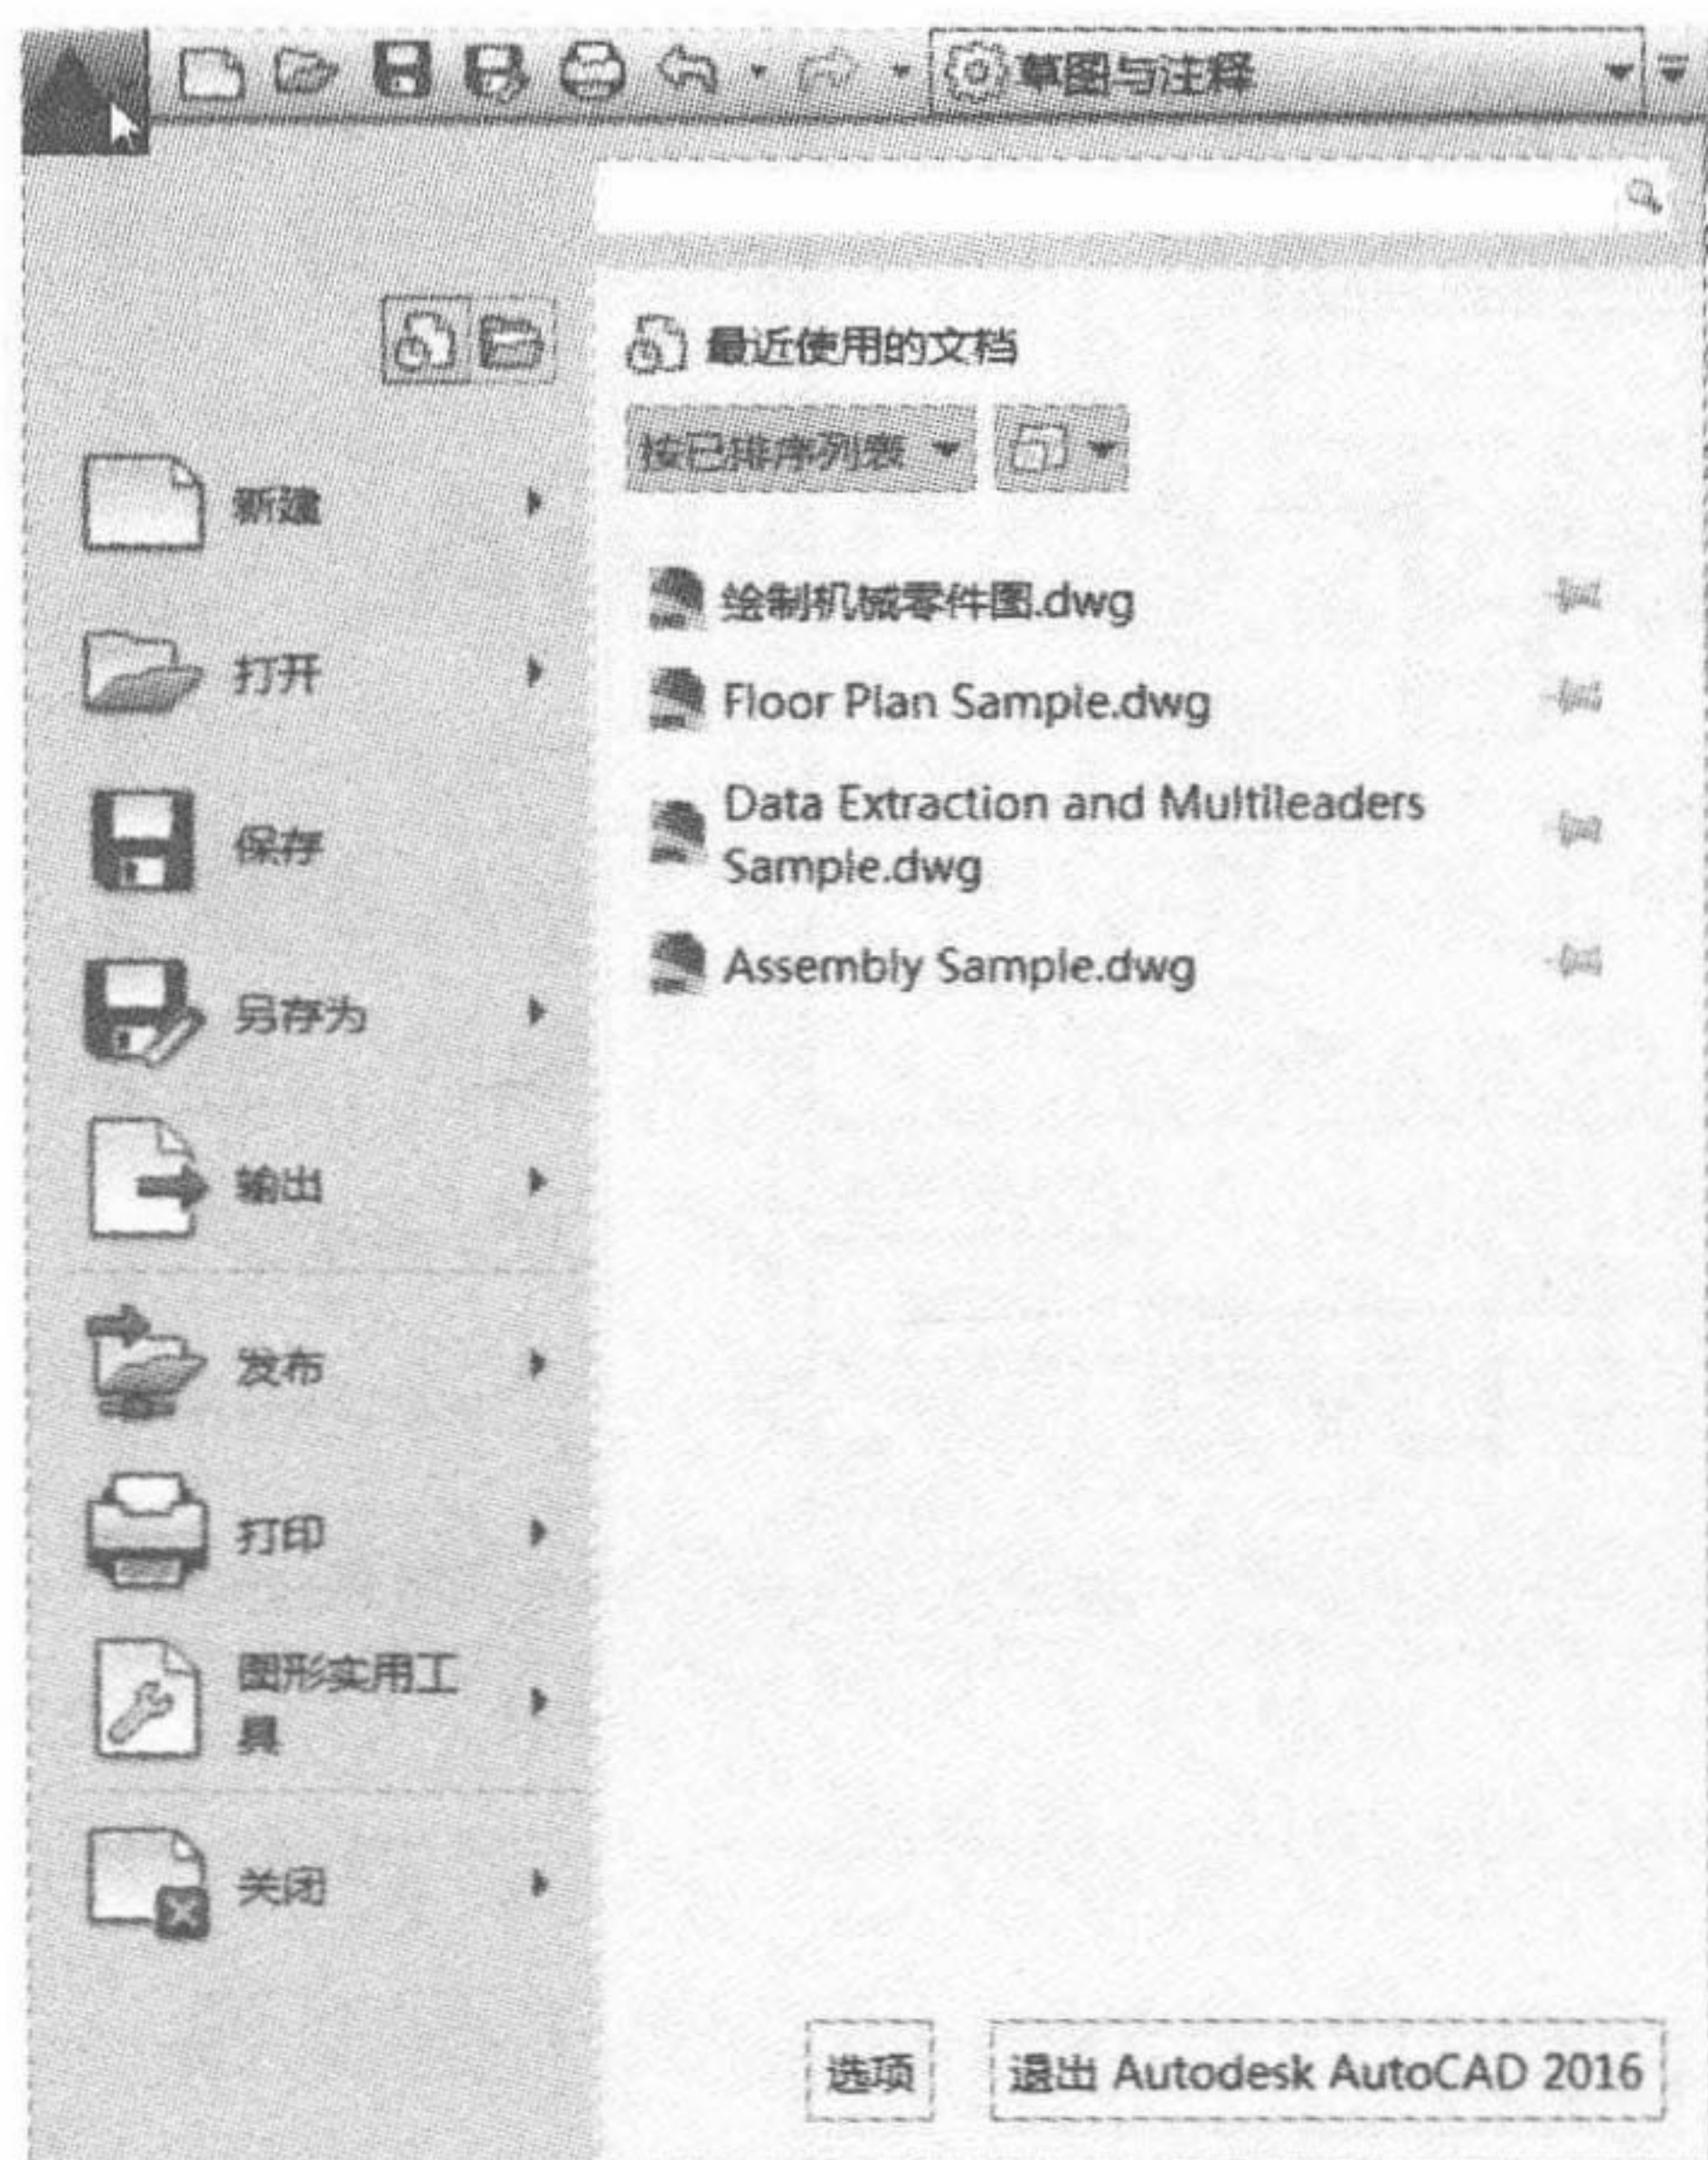 草图与注释
最近使用的文档
按已排序列表
新建
打开
保存
另存为
输出
发布
打印
图形实用工
具
关闭
绘制机械零件图.dwg
Floor Plan Sample.dwg
Data Extraction and Multileaders
Sample.dwg
Assembly Sample.dwg
选项
退出 Autodesk AutoCAD 2016